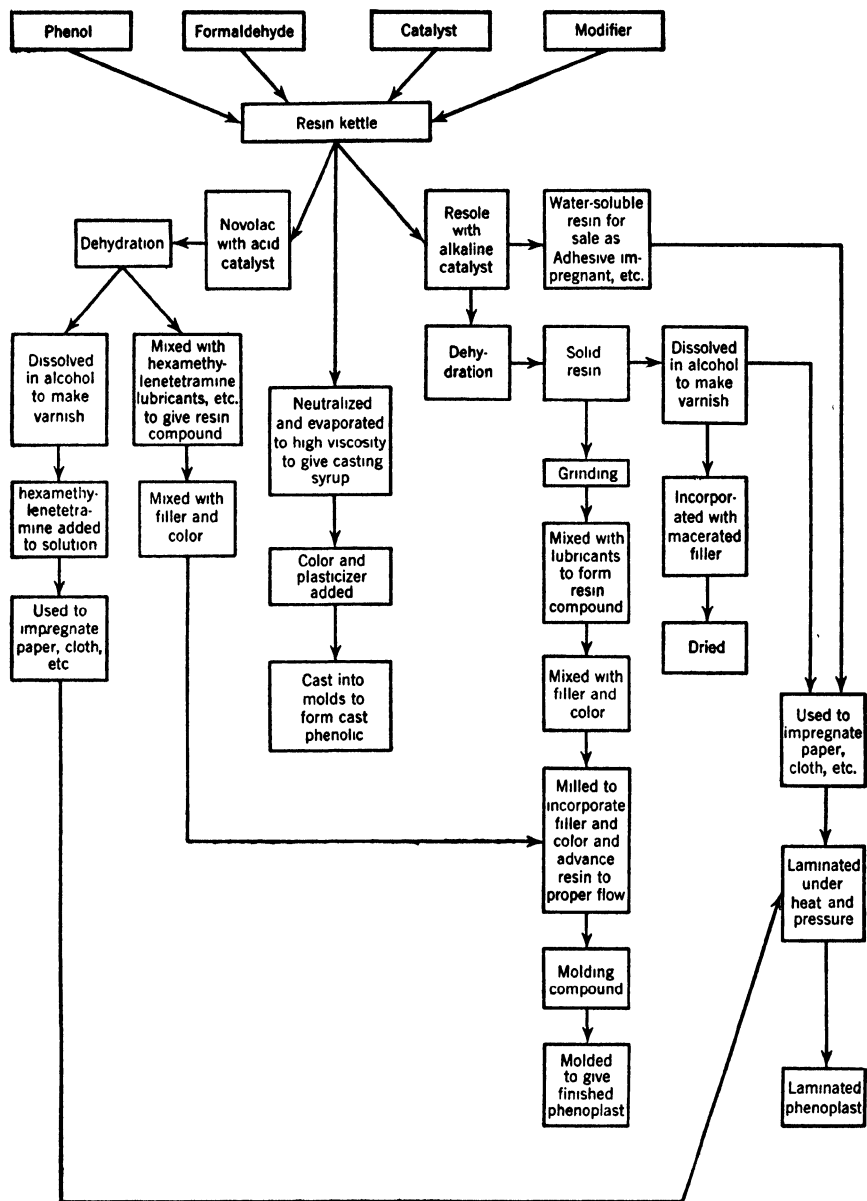 Phenol
Formaldehyde
Catalyst
Modifier
Resin kettle
Dehydration
Novolac
with acid
catalyst
Resole
with
alkaline
catalyst
Water-soluble
resin for
sale as
Adhesive im-
pregnant, etc.
Dissolved
in alcohol
to make
varnish
Mixed with
hexamethy-
lenetetramine
lubricants, etc.
to give resin
compound
Neutralized
and evaporated
to high viscosity
to give casting
syrup
Dehy-
dration
Solid
resin
Dissolved
in alcohol
to make
varnish
hexamethy-
lenetetra-
mine added
to solution
Mixed with
filler and
color
Color and
plasticizer
added
Grinding
Incorpor-
ated with
macerated
filler
Used to
impregnate
paper, cloth,
etc
Cast into
molds to
form cast
phenolic
Mixed with
lubricants
to form
resin
compound
Dried
Mixed with
filler and
color
Used to
impregnate
paper,
cloth, etc.
Milled to
incorporate
filler and
color and
advance
resin to
proper flow
Laminated
under
heat and
pressure
Molding
compound
Molded
to give
finished
phenoplast
Laminated
phenoplast